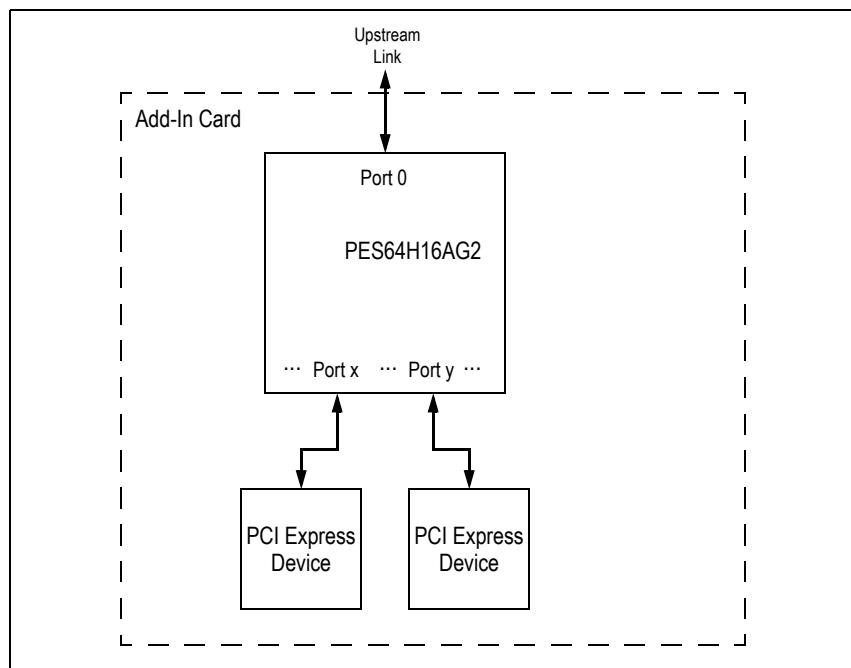 Upstream
Link
Add-In Card
Port 0
PES64H16AG2
··· Port x ··· Port y ···
PCI Express
Device
PCI Express
Device